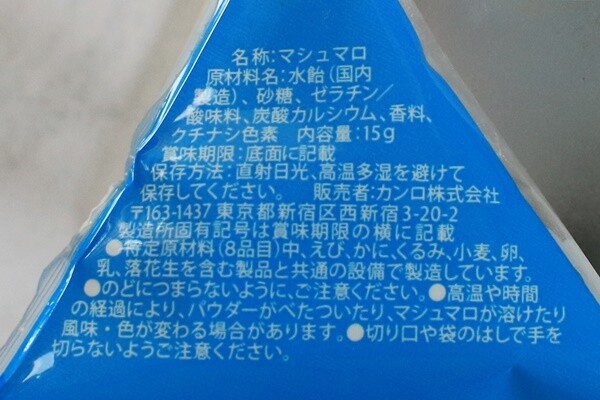 名称:マシュマロ
原材料名:水飴(国内
製造)、砂糖、ゼラチン/
酸味料、炭酸カルシウム、香料、
クチナシ色素 内容量:15g
賞味期限:底面に記載
保存方法:直射日光、高温多湿を避けて
保存してください。 販売者:カンロ株式会社
〒163-1437 東京都新宿区西新宿3-20-2
製造所固有記号は賞味期限の横に記載
●特定原材料(8品目)中、えび、かに、くるみ、小麦、卵、
乳、落花生を含む製品と共通の設備で製造しています。
●のどにつまらないように、ご注意ください。●高温や時間
の経過により、パウダーがべたついたり、マシュマロが溶けたり
風味・色が変わる場合があります。●切り口や袋のはしで手を
切らないようご注意ください。